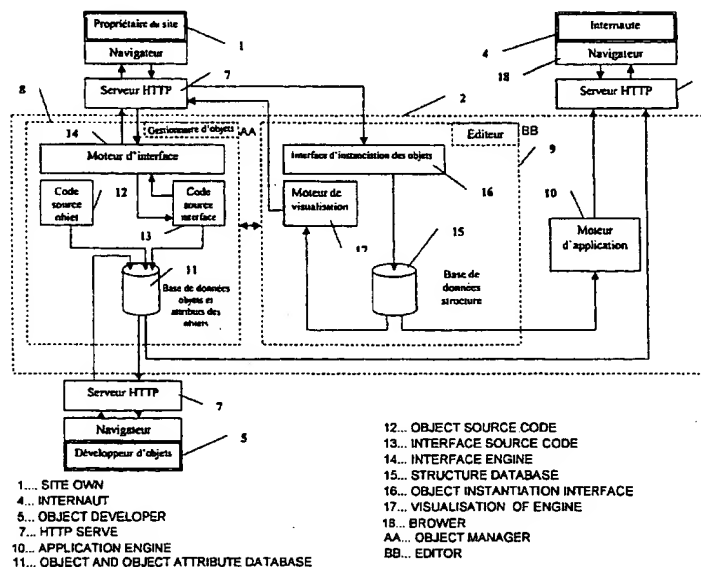 Propriétaire du site
1
Navigateur
Serveur HTTP
7
Internaute
4
Navigateur
18
Serveur HTTP
8
2
14
Gestionnaire d'objets
AA
Moteur d'interface
Code source objet
12
Code source interface
13
11
Base de données objets et attributs des objets
Editeur
BB
9
Interface d'instanciation des objets
16
Moteur de visualisation
17
15
Base de données structure
10
Moteur d'application
Serveur HTTP
7
Navigateur
5
Développeur d'objets
1.... SITE OWN
4... INTERNAUT
5... OBJECT DEVELOPER
7... HTTP SERVE
10... APPLICATION ENGINE
11... OBJECT AND OBJECT ATTRIBUTE DATABASE
12... OBJECT SOURCE CODE
13... INTERFACE SOURCE CODE
14... INTERFACE ENGINE
15... STRUCTURE DATABASE
16... OBJECT INSTANTIATION INTERFACE
17... VISUALISATION OF ENGINE
18... BROWER
AA... OBJECT MANAGER
BB... EDITOR